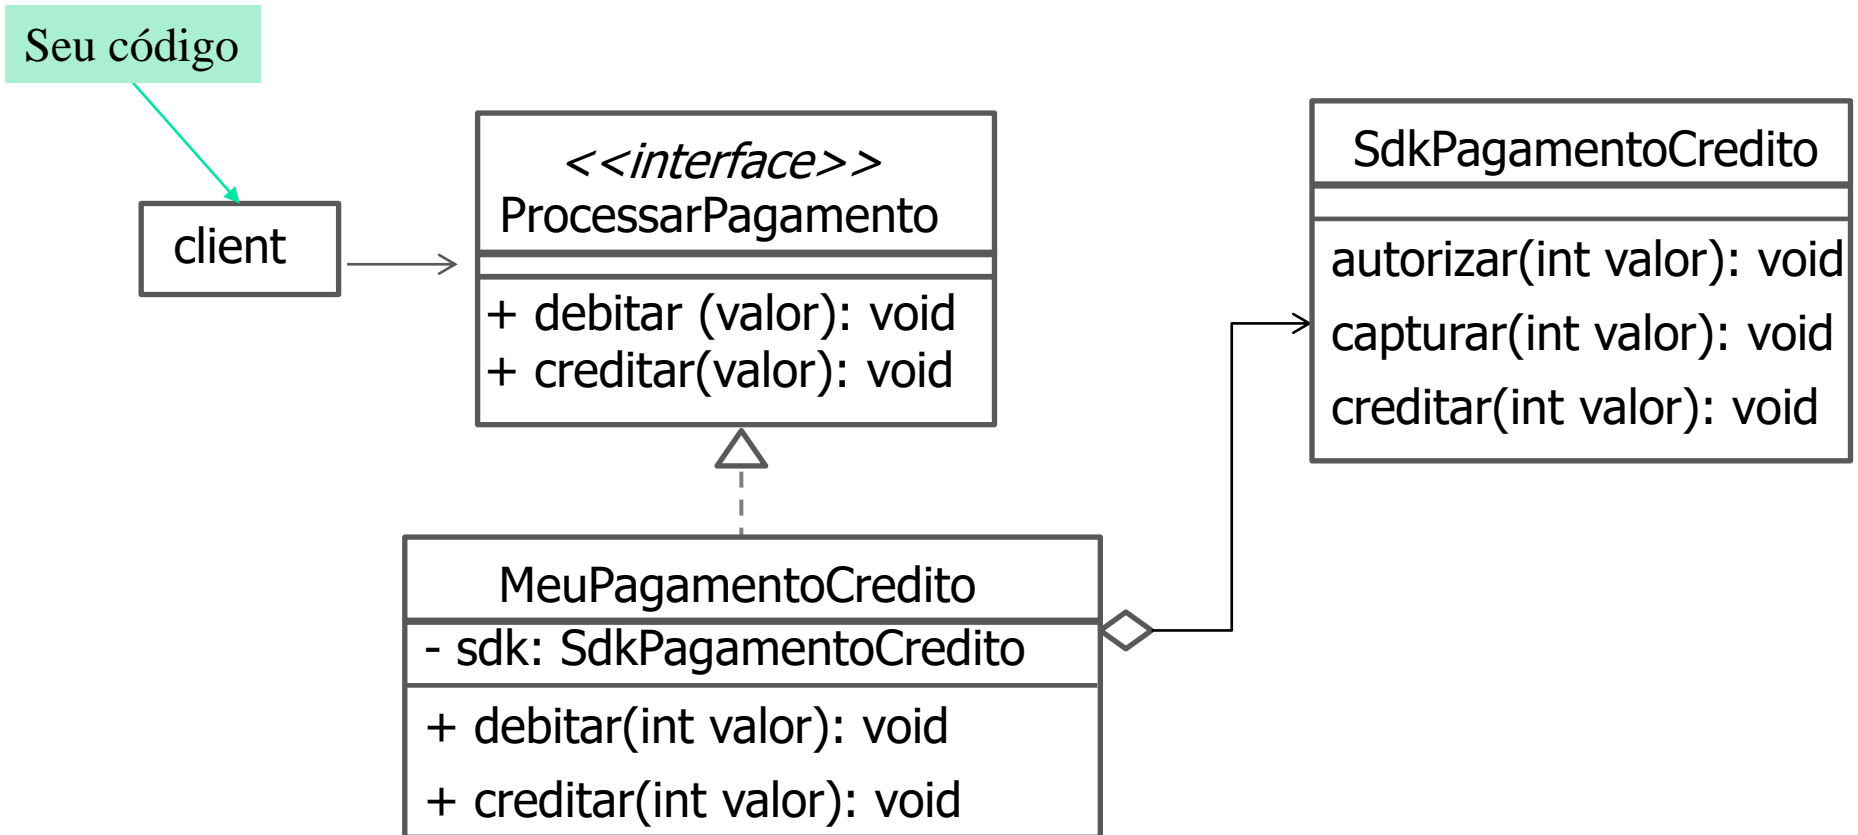 Seu código
client
<<interface>>
ProcessarPagamento
+ debitar (valor): void
+ creditar(valor): void
SdkPagamentoCredito
autorizar(int valor): void
capturar(int valor): void
creditar(int valor): void
MeuPagamentoCredito
- sdk: SdkPagamentoCredito
+ debitar(int valor): void
+ creditar(int valor): void